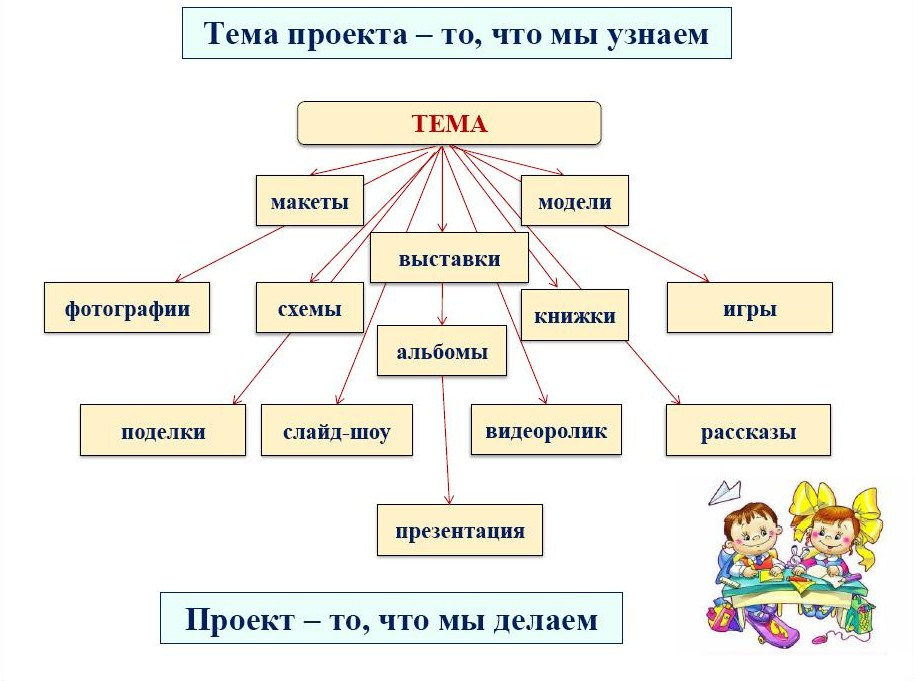 Тема проекта – то, что мы узнаем
ТЕМА
макеты
модели
выставки
фотографии
схемы
книжки
игры
альбомы
поделки
слайд-шоу
видеоролик
рассказы
презентация
Проект – то, что мы делаем